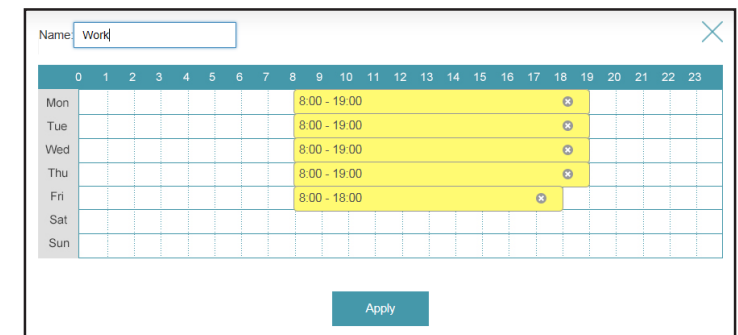 Name: Work
0 1 2 3 4 5 6 7 8 9 10 11 12 13 14 15 16 17 18 19 20 21 22 23
Mon 8:00 - 19:00
Tue 8:00 - 19:00
Wed 8:00 - 19:00
Thu 8:00 - 19:00
Fri 8:00 - 18:00
Sat
Sun
Apply